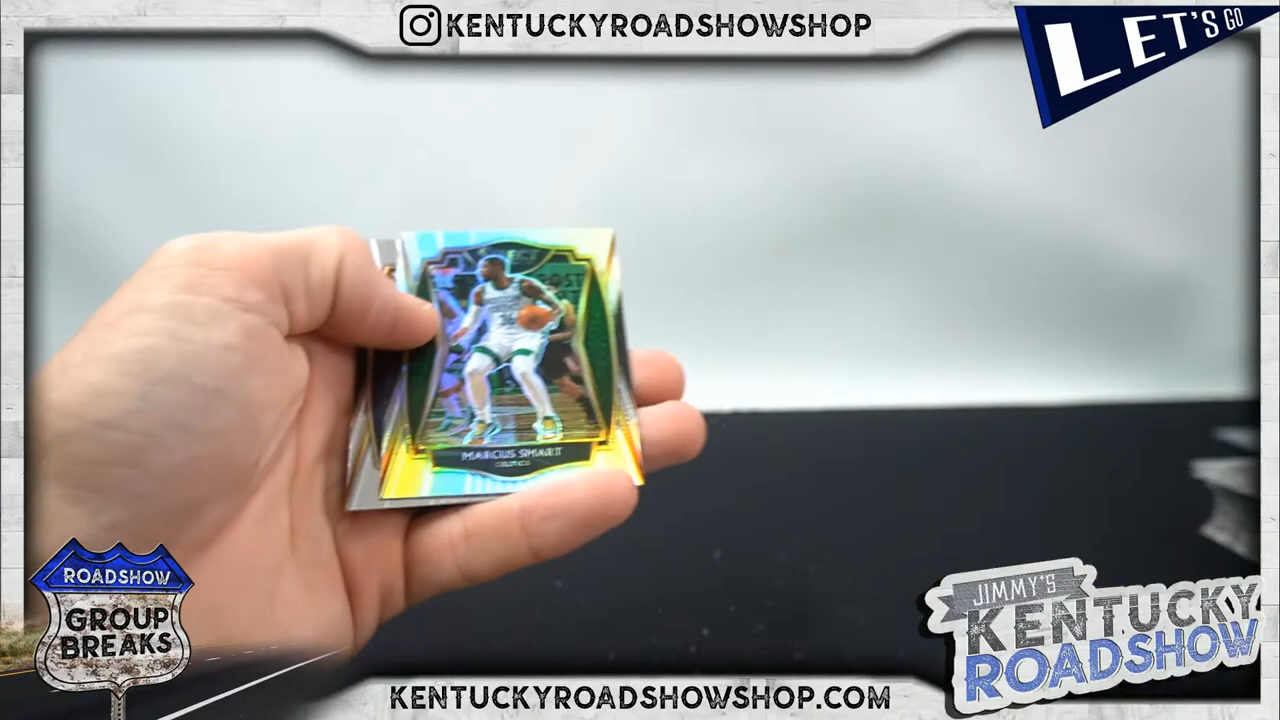 KENTUCKYROADSHOWSHOP
LET'S GO
MARCUS SMART
CELTICS
ROADSHOW
GROUP
BREAKS
JIMMY'S
KENTUCKY
ROADSHOW
KENTUCKYROADSHOWSHOP.COM